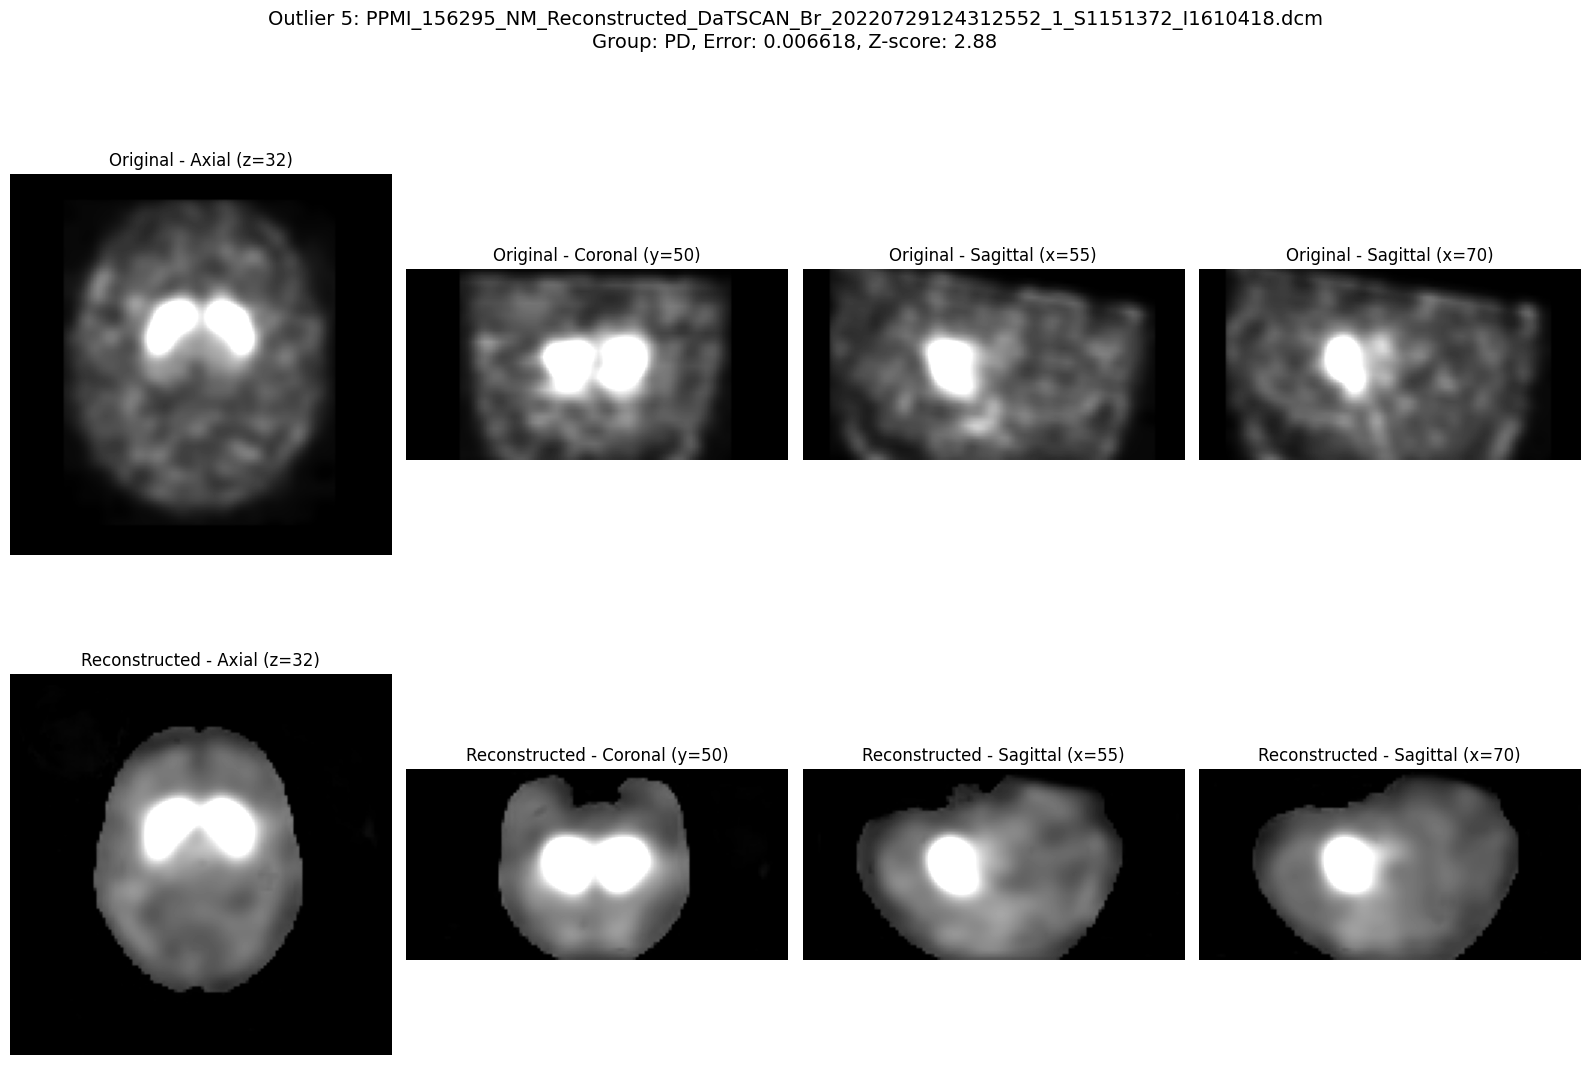 Outlier 5: PPMI_156295_NM_Reconstructed_DaTSCAN_Br_20220729124312552_1_S1151372_I1610418.dcm
Group: PD, Error: 0.006618, Z-score: 2.88
Original - Axial (z=32)
Original - Coronal (y=50)
Original - Sagittal (x=55)
Original - Sagittal (x=70)
Reconstructed - Axial (z=32)
Reconstructed - Coronal (y=50)
Reconstructed - Sagittal (x=55)
Reconstructed - Sagittal (x=70)